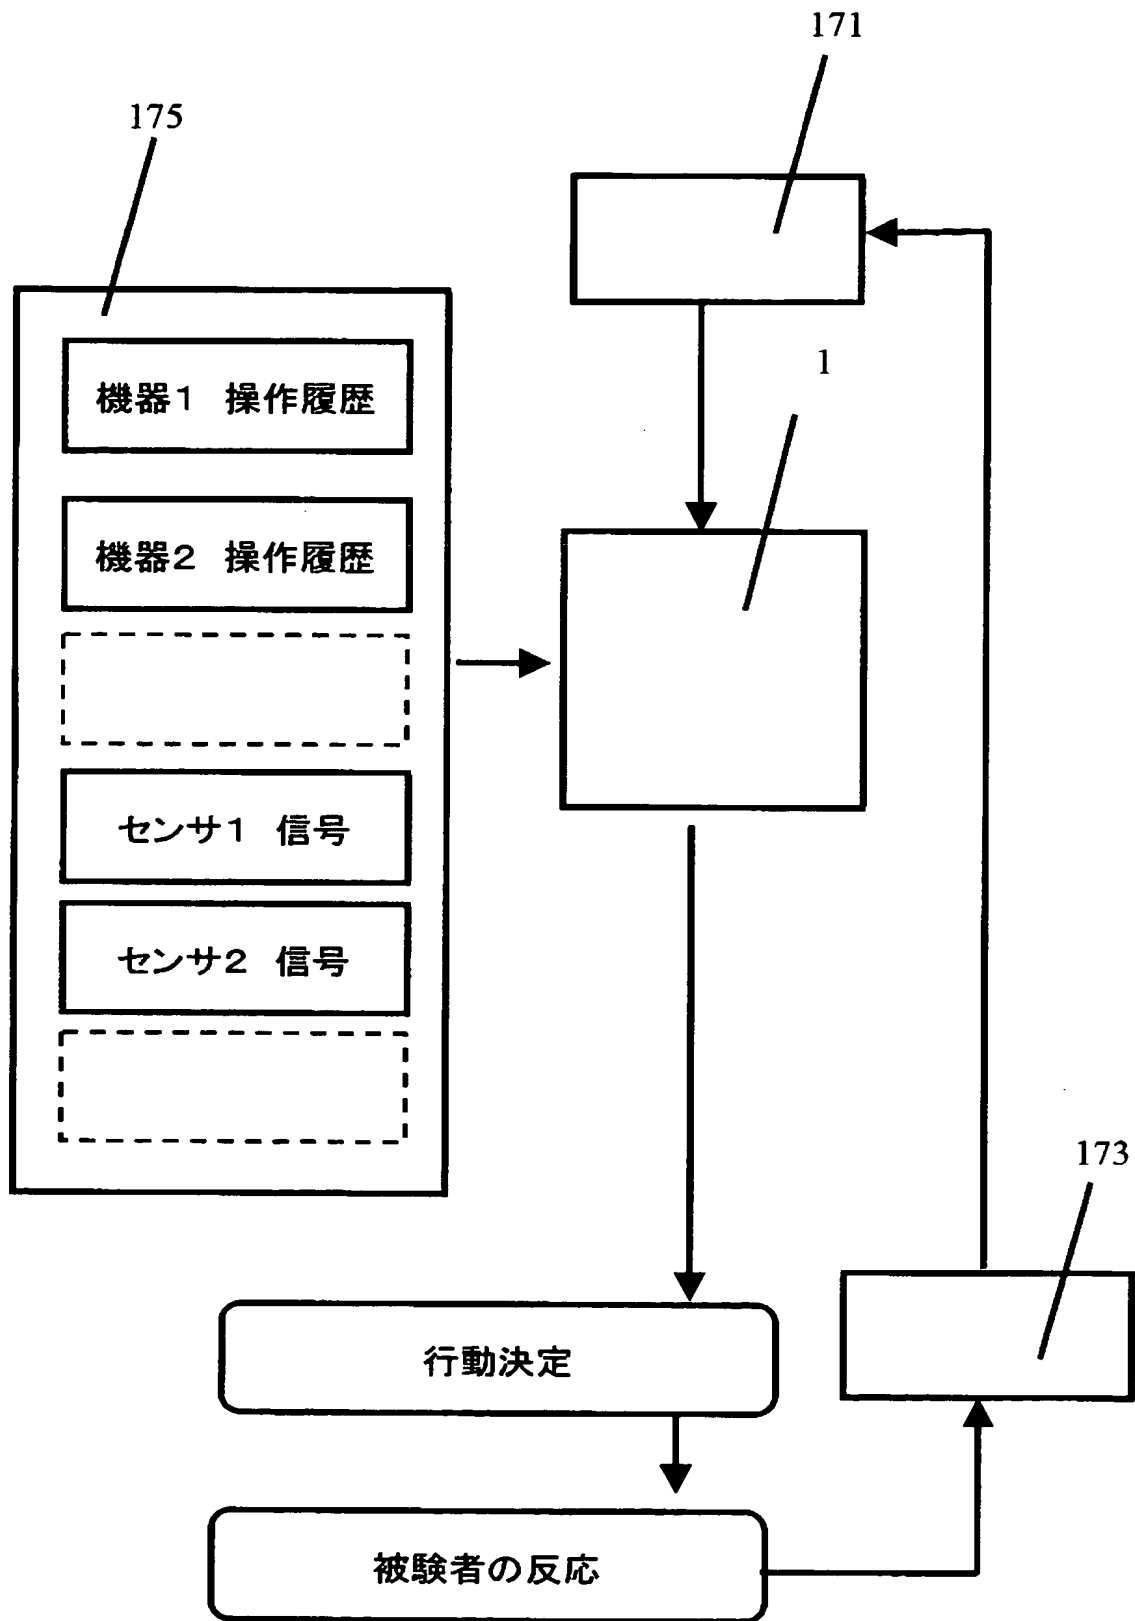 171
175
1
機器1 操作履歴
機器2 操作履歴
センサ1 信号
センサ2 信号
173
行動決定
被験者の反応